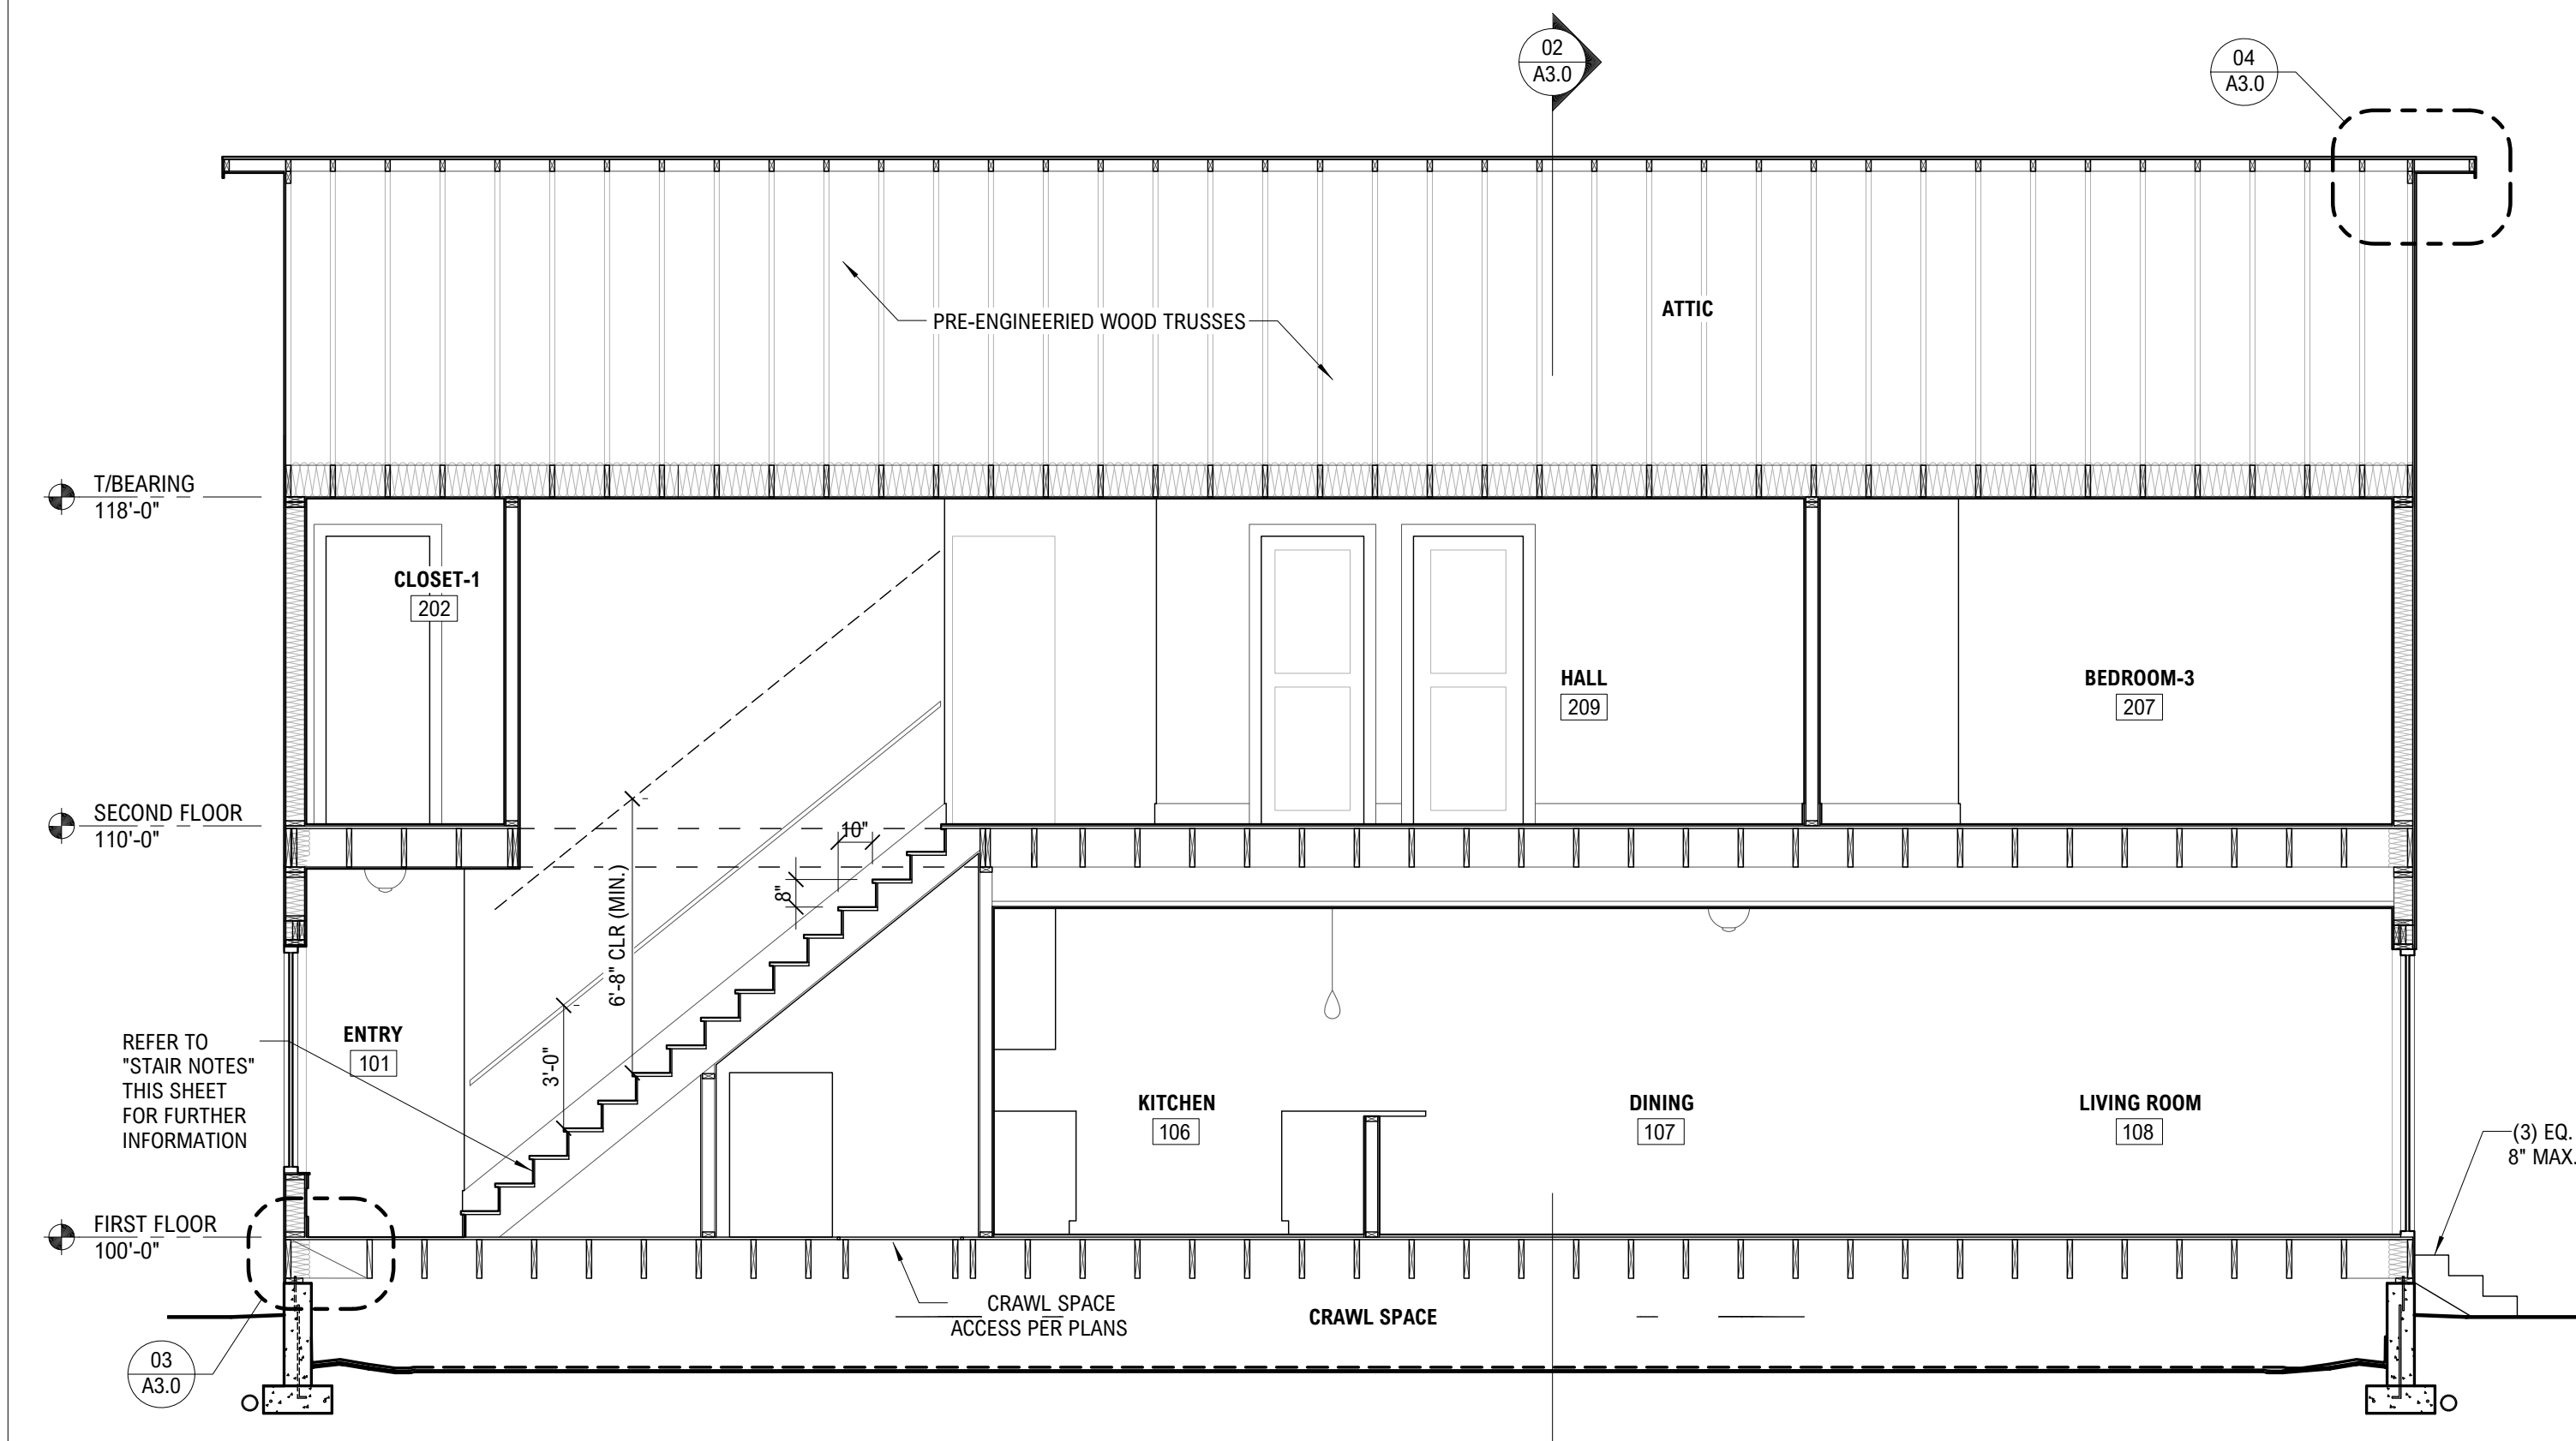 02
A3.0
04
A3.0
PRE-ENGINEERIED WOOD TRUSSES
ATTIC
T/BEARING
118'-0"
CLOSET-1
202
HALL
209
BEDROOM-3
207
SECOND FLOOR
110'-0"
10"
8"
6'-8" CLR (MIN.)
3'-0"
REFER TO
"STAIR NOTES"
THIS SHEET
FOR FURTHER
INFORMATION
ENTRY
101
KITCHEN
106
DINING
107
LIVING ROOM
108
(3) EQ.
8" MAX.
FIRST FLOOR
100'-0"
CRAWL SPACE
ACCESS PER PLANS
CRAWL SPACE
03
A3.0